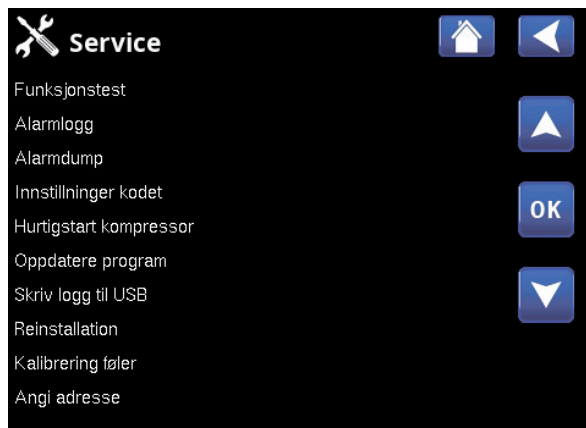 Service
Funksjonstest
Alarmlogg
Alarmdump
Innstillninger kodet
Hurtigstart kompressor
Oppdatere program
Skriv logg til USB
Reinstallation
Kalibrering føler
Angi adresse
OK